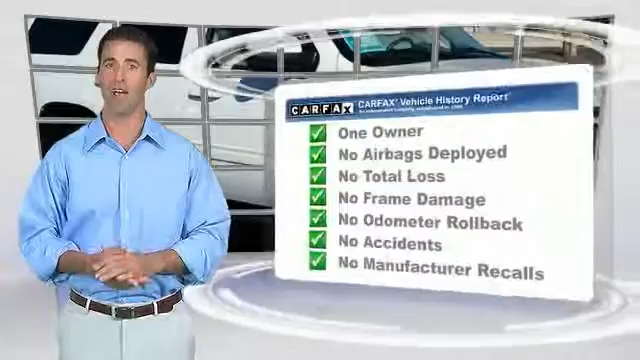 CARFAX CARFAX Vehicle History Report
One Owner
No Airbags Deployed
No Total Loss
No Frame Damage
No Odometer Rollback
No Accidents
No Manufacturer Recalls